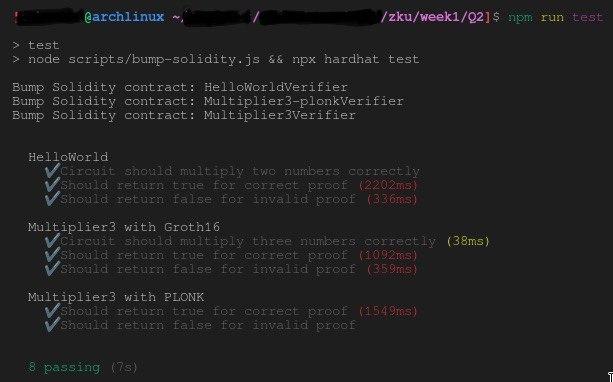 @archlinux ~/ / /zku/week1/Q2]$ npm run test
> test
> node scripts/bump-solidity.js && npx hardhat test
Bump Solidity contract: HelloWorldVerifier
Bump Solidity contract: Multiplier3-plonkVerifier
Bump Solidity contract: Multiplier3Verifier
HelloWorld
✔Circuit should multiply two numbers correctly
✔Should return true for correct proof (2202ms)
✔Should return false for invalid proof (336ms)
Multiplier3 with Groth16
✔Circuit should multiply three numbers correctly (38ms)
✔Should return true for correct proof (1092ms)
✔Should return false for invalid proof (359ms)
Multiplier3 with PLONK
✔Should return true for correct proof (1549ms)
✔Should return false for invalid proof
8 passing (7s)